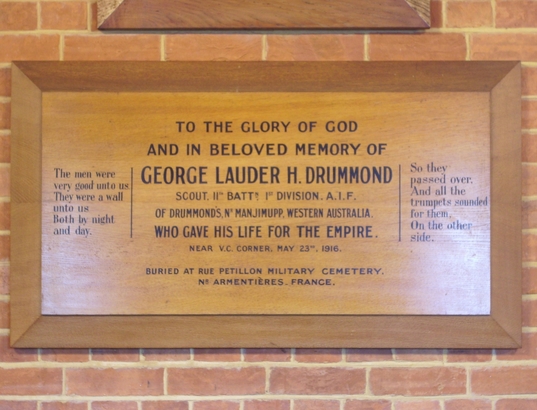 TO THE GLORY OF GOD
AND IN BELOVED MEMORY OF
GEORGE LAUDER H. DRUMMOND
SCOUT. 11TH BATTN 1ST DIVISION. A.I.F.
OF DRUMMONDS, NR MANJIMUPP, WESTERN AUSTRALIA.
WHO GAVE HIS LIFE FOR THE EMPIRE.
NEAR V.C. CORNER, MAY 23RD, 1916.
BURIED AT RUE PETILLON MILITARY CEMETERY.
NR ARMENTIÈRES. FRANCE.
The men were
very good unto us
They were a wall
unto us
Both by night
and day.
So they
passed over,
And all the
trumpets sounded
for them.
On the other
side.